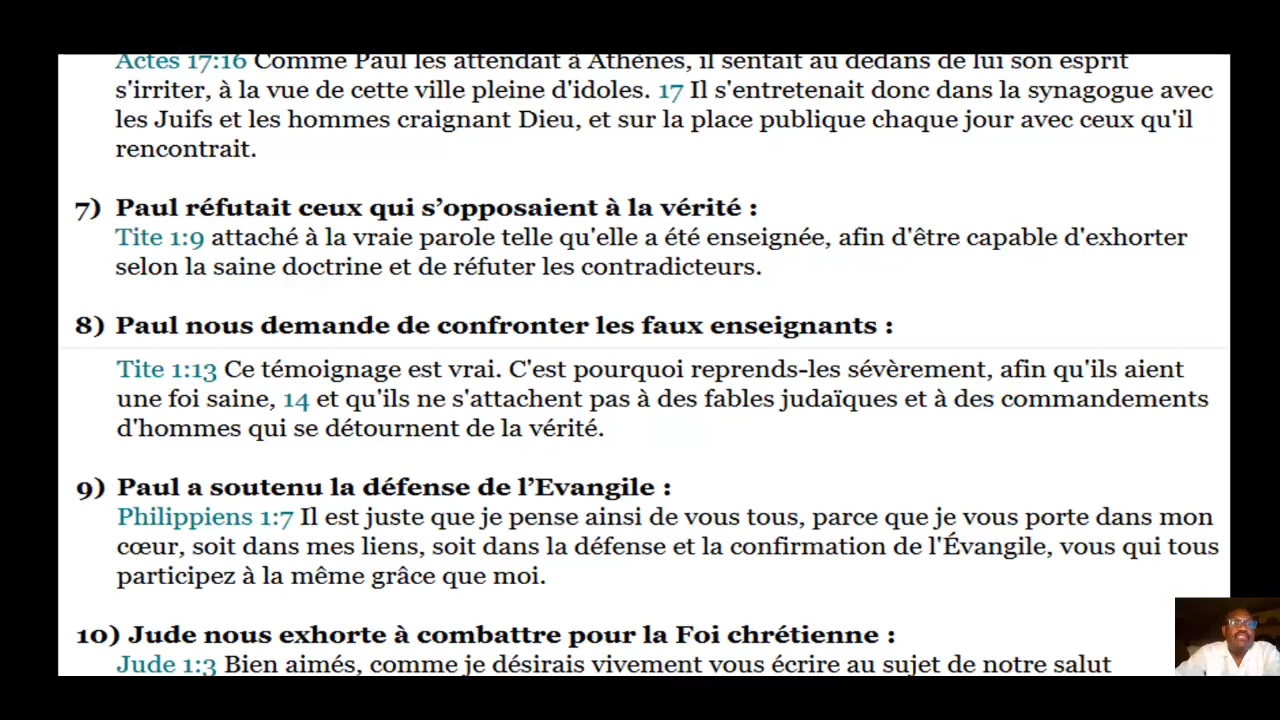 Actes 17:16 Comme Paul les attendait à Athènes, il sentait au dedans de lui son esprit
s'irriter, à la vue de cette ville pleine d'idoles. 17 Il s'entretenait donc dans la synagogue avec
les Juifs et les hommes craignant Dieu, et sur la place publique chaque jour avec ceux qu'il
rencontrait.
7) Paul réfutait ceux qui s’opposaient à la vérité :
Tite 1:9 attaché à la vraie parole telle qu'elle a été enseignée, afin d'être capable d'exhorter
selon la saine doctrine et de réfuter les contradicteurs.
8) Paul nous demande de confronter les faux enseignants :
Tite 1:13 Ce témoignage est vrai. C'est pourquoi reprends-les sévèrement, afin qu'ils aient
une foi saine, 14 et qu'ils ne s'attachent pas à des fables judaïques et à des commandements
d'hommes qui se détournent de la vérité.
9) Paul a soutenu la défense de l’Evangile :
Philippiens 1:7 Il est juste que je pense ainsi de vous tous, parce que je vous porte dans mon
cœur, soit dans mes liens, soit dans la défense et la confirmation de l'Évangile, vous qui tous
participez à la même grâce que moi.
10) Jude nous exhorte à combattre pour la Foi chrétienne :
Jude 1:3 Bien aimés, comme je désirais vivement vous écrire au sujet de notre salut